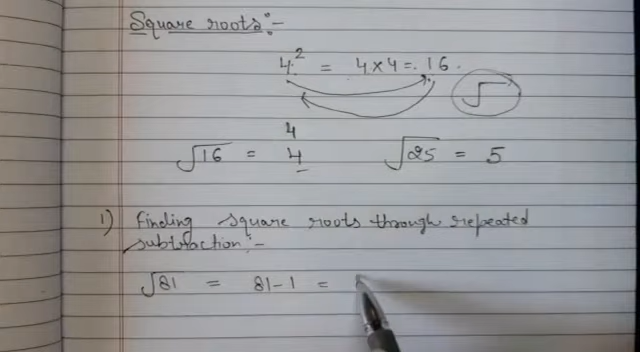 Square roots:-
4² = 4×4 = 16.
√
4
√16 = 4
√25 = 5
1) Finding square roots through repeated
subtraction:-
√81 = 81-1 =